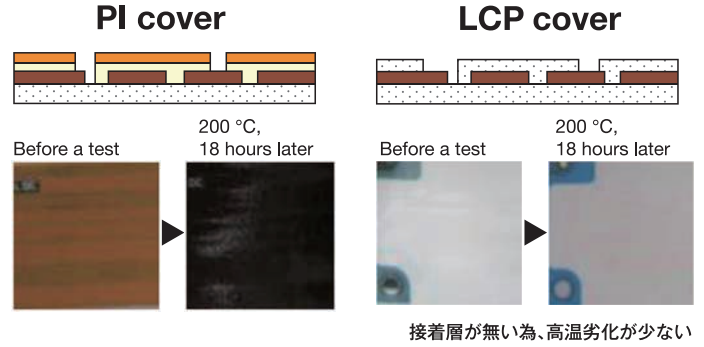 PI cover
LCP cover
Before a test
200 °C,
18 hours later
Before a test
200 °C,
18 hours later
接着層が無い為、高温劣化が少ない